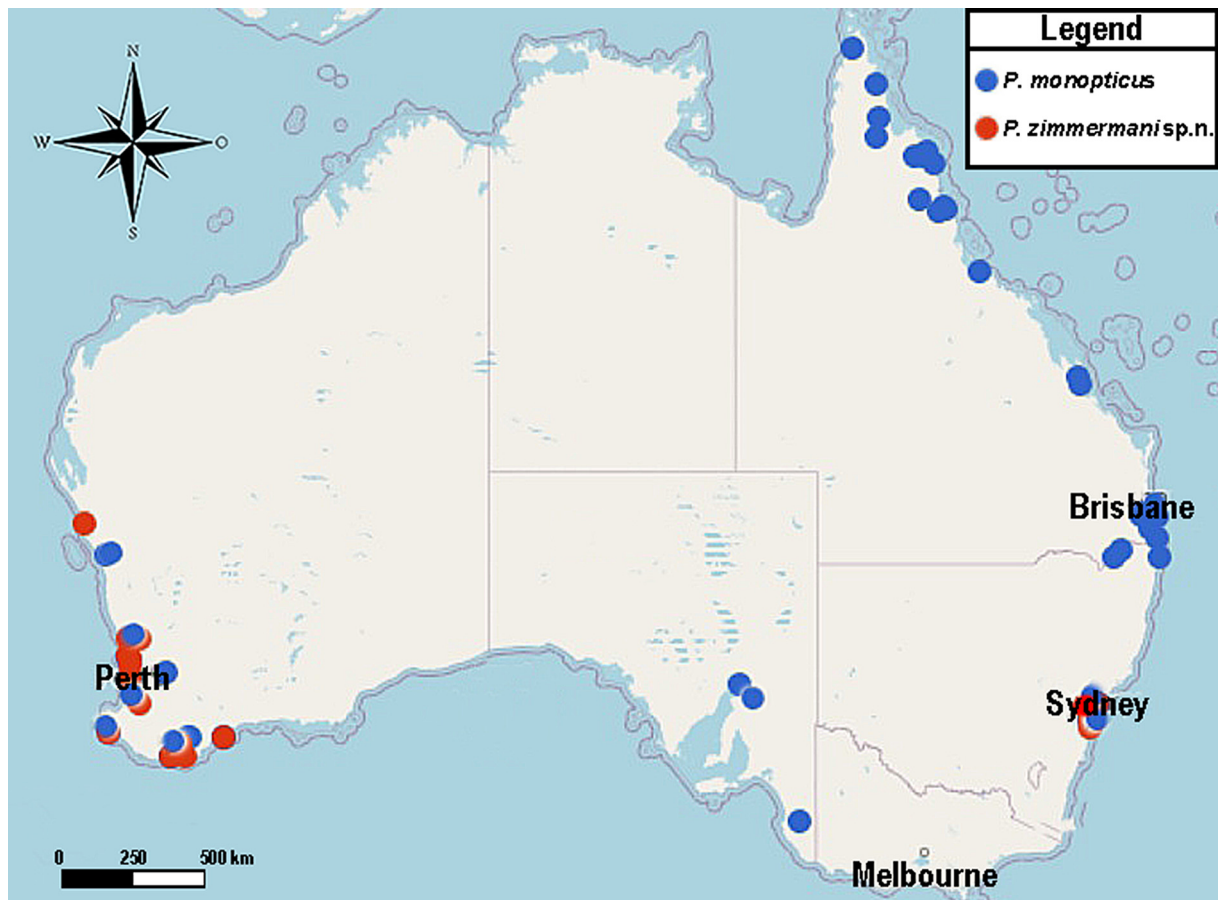 Legend
P. monopticus
P. zimmermani sp.n.
N
W
O
S
Brisbane
Perth
Sydney
Melbourne
0 250 500 km